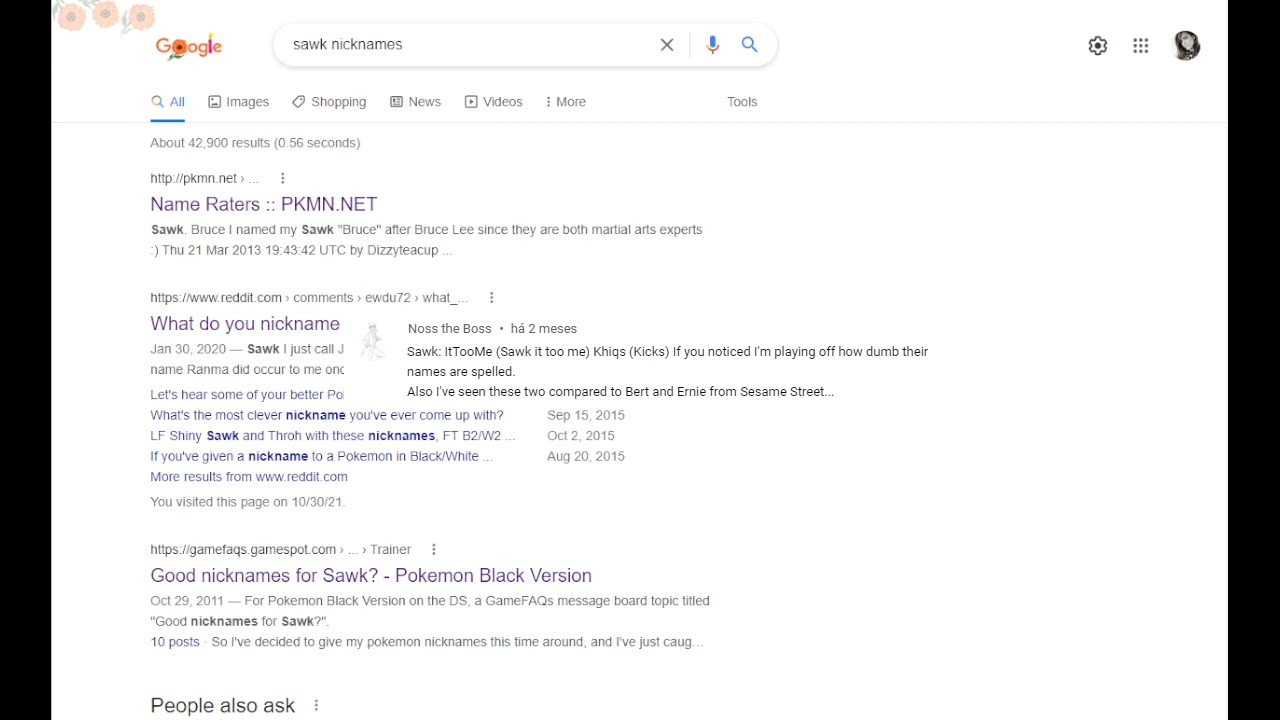 Google
sawk nicknames
All
Images
Shopping
News
Videos
More
Tools
About 42,900 results (0.56 seconds)
http://pkmn.net › ...
Name Raters :: PKMN.NET
Sawk. Bruce I named my Sawk "Bruce" after Bruce Lee since they are both martial arts experts
:) Thu 21 Mar 2013 19:43:42 UTC by Dizzyteacup ...
https://www.reddit.com › comments › ewdu72 › what_...
What do you nickname
Jan 30, 2020 — Sawk I just call J
name Ranma did occur to me onc
Noss the Boss • há 2 meses
Sawk: ItTooMe (Sawk it too me) Khiqs (Kicks) If you noticed I'm playing off how dumb their
names are spelled.
Also I've seen these two compared to Bert and Ernie from Sesame Street...
Let's hear some of your better Po
What's the most clever nickname you've ever come up with? Sep 15, 2015
LF Shiny Sawk and Throh with these nicknames, FT B2/W2 ... Oct 2, 2015
If you've given a nickname to a Pokemon in Black/White ... Aug 20, 2015
More results from www.reddit.com
You visited this page on 10/30/21.
https://gamefaqs.gamespot.com › ... › Trainer
Good nicknames for Sawk? - Pokemon Black Version
Oct 29, 2011 — For Pokemon Black Version on the DS, a GameFAQs message board topic titled
"Good nicknames for Sawk?".
10 posts · So I've decided to give my pokemon nicknames this time around, and I've just caug...
People also ask